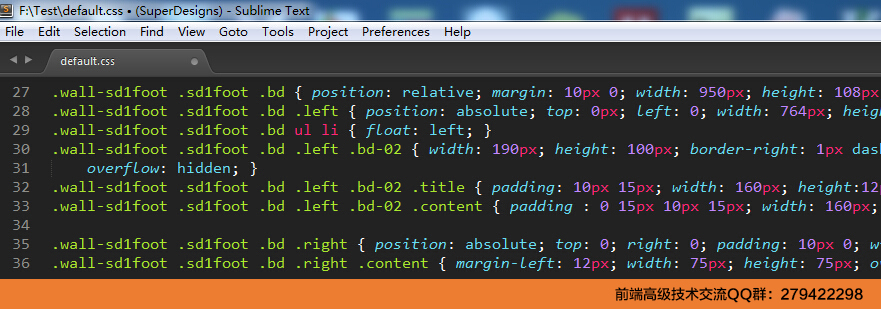 F:\Test\default.css • (SuperDesigns) - Sublime Text
File Edit Selection Find View Goto Tools Project Preferences Help
default.css
27 .wall-sd1foot .sd1foot .bd { position: relative; margin: 10px 0; width: 950px; height: 108px
28 .wall-sd1foot .sd1foot .bd .left { position: absolute; top: 0px; left: 0; width: 764px; heig
29 .wall-sd1foot .sd1foot .bd ul li { float: left; }
30 .wall-sd1foot .sd1foot .bd .left .bd-02 { width: 190px; height: 100px; border-right: 1px dash
31 overflow: hidden; }
32 .wall-sd1foot .sd1foot .bd .left .bd-02 .title { padding: 10px 15px; width: 160px; height:12
33 .wall-sd1foot .sd1foot .bd .left .bd-02 .content { padding : 0 15px 10px 15px; width: 160px;
34
35 .wall-sd1foot .sd1foot .bd .right { position: absolute; top: 0; right: 0; padding: 10px 0; w
36 .wall-sd1foot .sd1foot .bd .right .content { margin-left: 12px; width: 75px; height: 75px; ov
前端高级技术交流QQ群：279422298